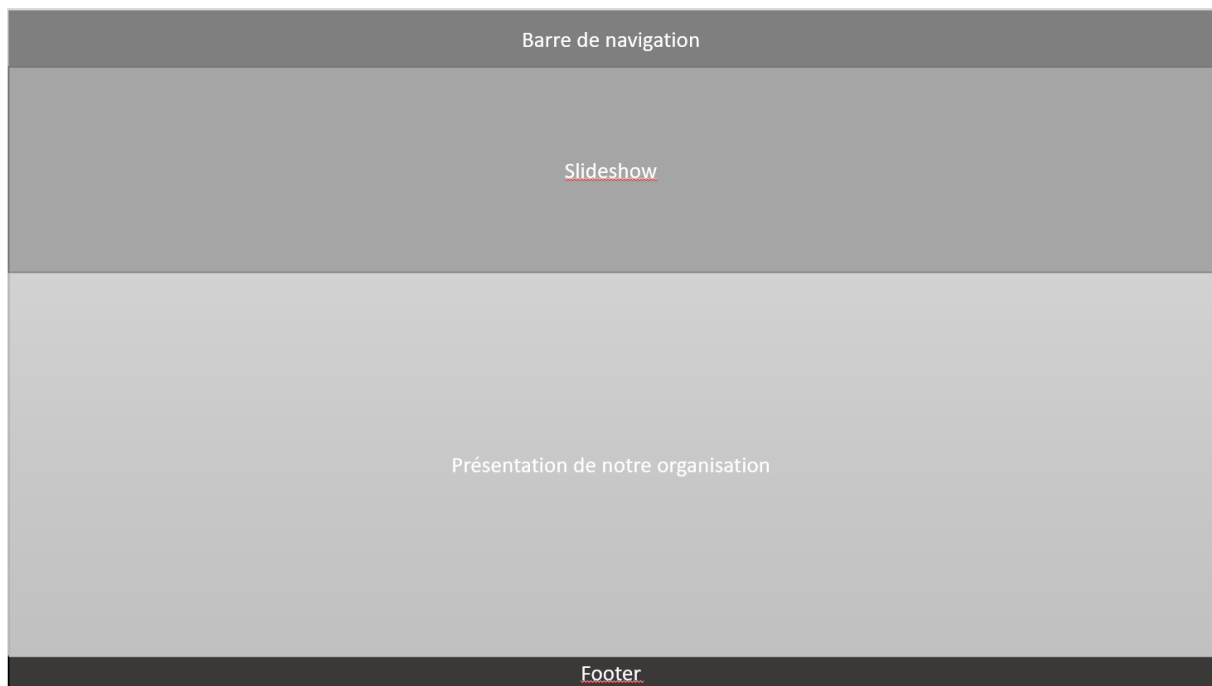 Barre de navigation
Slideshow
Présentation de notre organisation
Footer